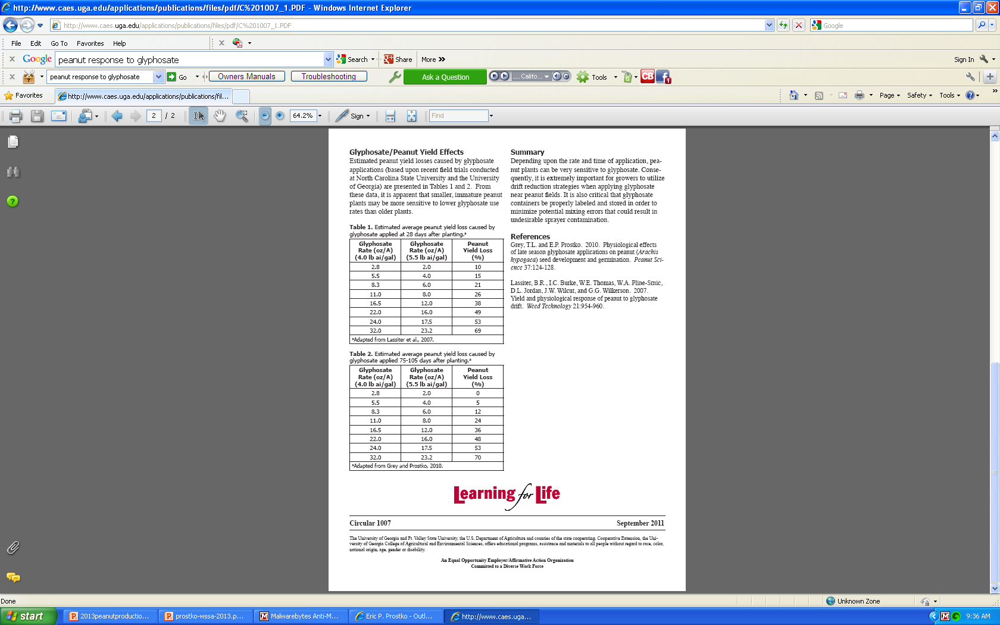 http://www.caes.uga.edu/applications/publications/files/pdf/C%201007_1.PDF - Windows Internet Explorer
http://www.caes.uga.edu/applications/publications/files/pdf/C%201007_1.PDF
Google
File Edit Go To Favorites Help
Google peanut response to glyphosate Search Share More Sign In
peanut response to glyphosate Go Owners Manuals Troubleshooting Ask a Question ..... Califo... Tools CB f 1
Favorites http://www.caes.uga.edu/applications/publications/fil... Page Safety Tools
2 / 2 64.2% Sign Find
Glyphosate/Peanut Yield Effects
Estimated peanut yield losses caused by glyphosate
applications (based upon recent field trials conducted
at North Carolina State University and the University
of Georgia) are presented in Tables 1 and 2. From
these data, it is apparent that smaller, immature peanut
plants may be more sensitive to lower glyphosate use
rates than older plants.
Table 1. Estimated average peanut yield loss caused by
glyphosate applied at 28 days after planting.ª
Glyphosate Glyphosate Peanut
Rate (oz/A) Rate (oz/A) Yield Loss
(4.0 lb ai/gal) (5.5 lb ai/gal) (%)
2.8 2.0 10
5.5 4.0 15
8.3 6.0 21
11.0 8.0 26
16.5 12.0 38
22.0 16.0 49
24.0 17.5 53
32.0 23.2 69
ªAdapted from Lassiter et al., 2007.
Table 2. Estimated average peanut yield loss caused by
glyphosate applied 75-105 days after planting.ª
Glyphosate Glyphosate Peanut
Rate (oz/A) Rate (oz/A) Yield Loss
(4.0 lb ai/gal) (5.5 lb ai/gal) (%)
2.8 2.0 0
5.5 4.0 5
8.3 6.0 12
11.0 8.0 24
16.5 12.0 36
22.0 16.0 48
24.0 17.5 53
32.0 23.2 70
ªAdapted from Grey and Prostko, 2010.
Summary
Depending upon the rate and time of application, pea-
nut plants can be very sensitive to glyphosate. Conse-
quently, it is extremely important for growers to utilize
drift reduction strategies when applying glyphosate
near peanut fields. It is also critical that glyphosate
containers be properly labeled and stored in order to
minimize potential mixing errors that could result in
undesirable sprayer contamination.
References
Grey, T.L. and E.P. Prostko. 2010. Physiological effects
of late season glyphosate applications on peanut (Arachis
hypogaea) seed development and germination. Peanut Sci-
ence 37:124-128.
Lassiter, B.R., I.C. Burke, W.E. Thomas, W.A. Pline-Srnic,
D.L. Jordan, J.W. Wilcut, and G.G. Wilkerson. 2007.
Yield and physiological response of peanut to glyphosate
drift. Weed Technology 21:954-960.
Learning for Life
Circular 1007 September 2011
The University of Georgia and Ft. Valley State University, the U.S. Department of Agriculture and counties of the state cooperating. Cooperative Extension, the Uni-
versity of Georgia College of Agricultural and Environmental Sciences, offers educational programs, assistance and materials to all people without regard to race, color,
national origin, age, gender or disability.
An Equal Opportunity Employer/Affirmative Action Organization
Committed to a Diverse Work Force
Done Unknown Zone
start 2013peanutproductio... prostko-wssa-2013.p... Malwarebytes Anti-M... Eric P. Prostko - Outl... http://www.caes.uga... 9:36 AM